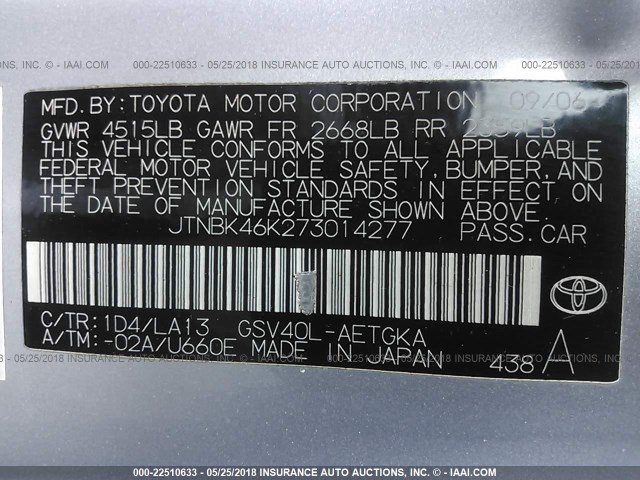 000-22510633 - 05/25/2018 INSURANCE AUTO AUCTIONS - © - IAAI.COM
MFD.BY:TOYOTA MOTOR CORPORATION 09/06
GVWR 4515LB GAWR FR 2668LB RR
THIS VEHICLE CONFORMS TO ALL APPLICABLE
FEDERAL MOTOR VEHICLE SAFETY, BUMPER, AND
THEFT PREVENTION STANDARDS IN EFFECT ON
THE DATE OF MANUFACTURE SHOWN ABOVE.
JTNBK46K273014277 PASS.CAR
C/TR:1D4/LA13 GSV40L-AETGKA
A/TM:-02A/U660E MADE IN JAPAN 438 A
000-22510633 - 05/25/2018 INSURANCE AUTO AUCTIONS - © - IAAI.COM